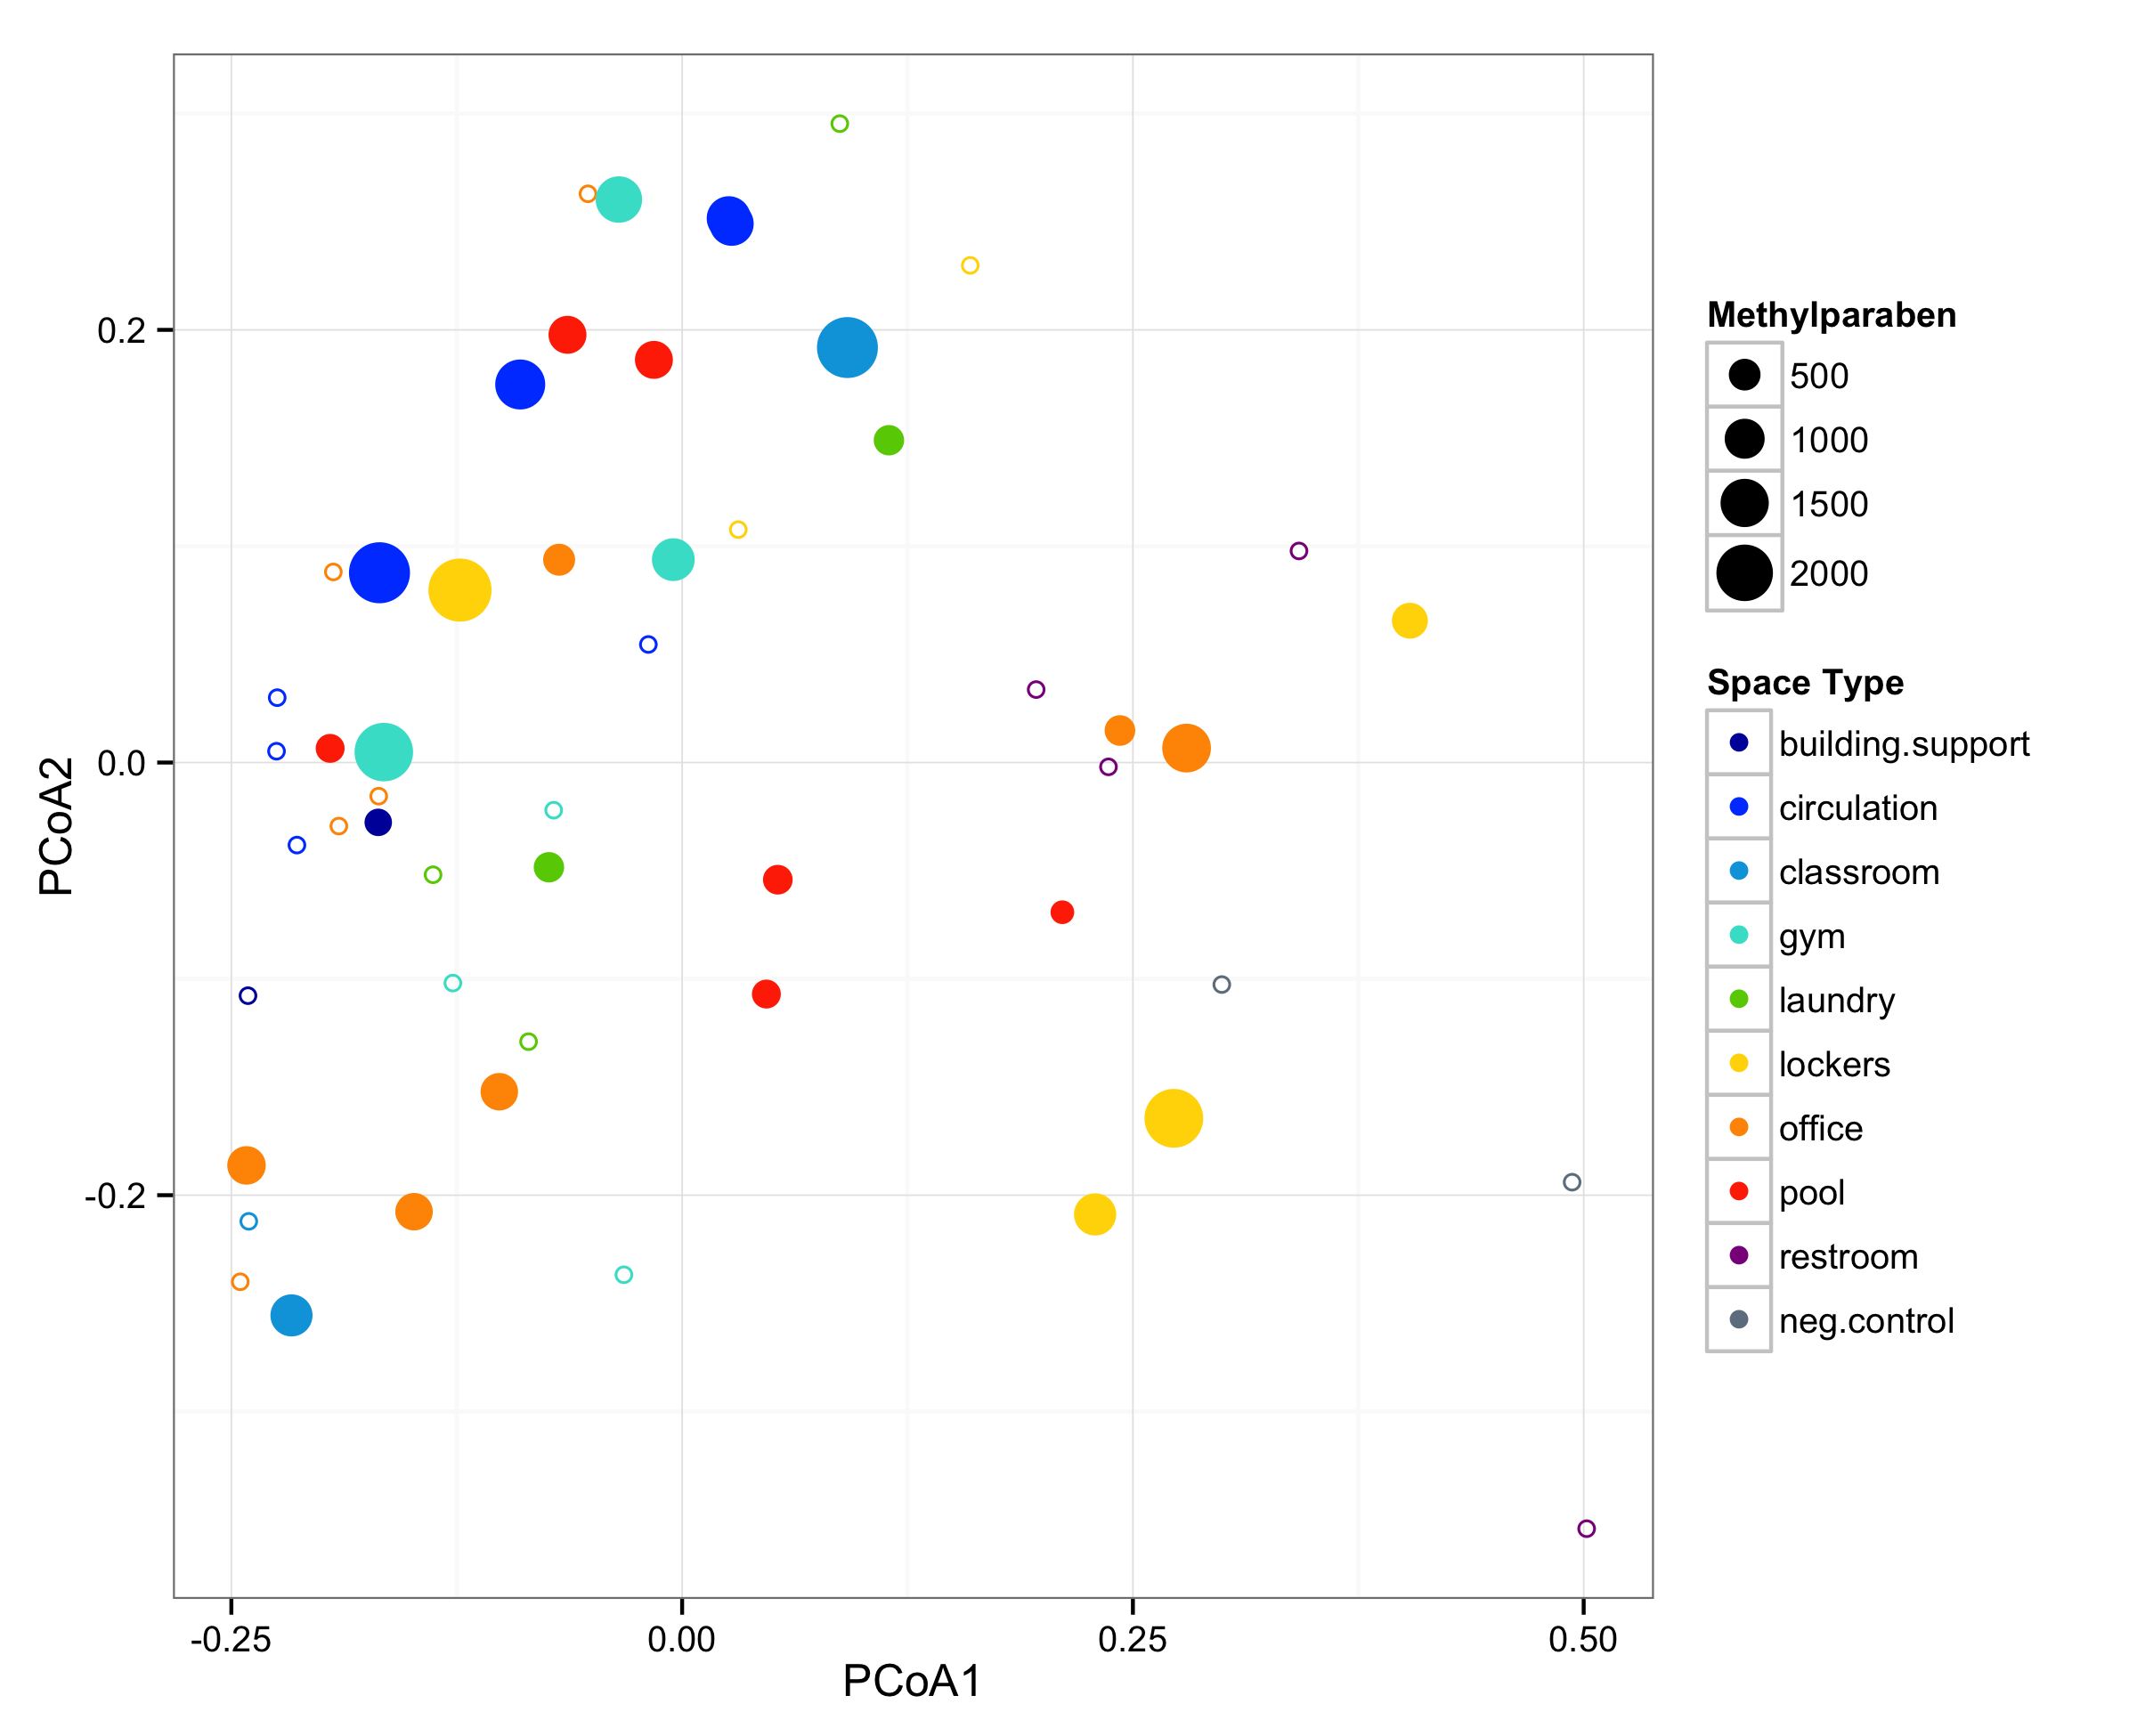 0.2
0.0
-0.2
PCoA2
-0.25
0.00
0.25
0.50
PCoA1
Methylparaben
500
1000
1500
2000
Space Type
building.support
circulation
classroom
gym
laundry
lockers
office
pool
restroom
neg.control